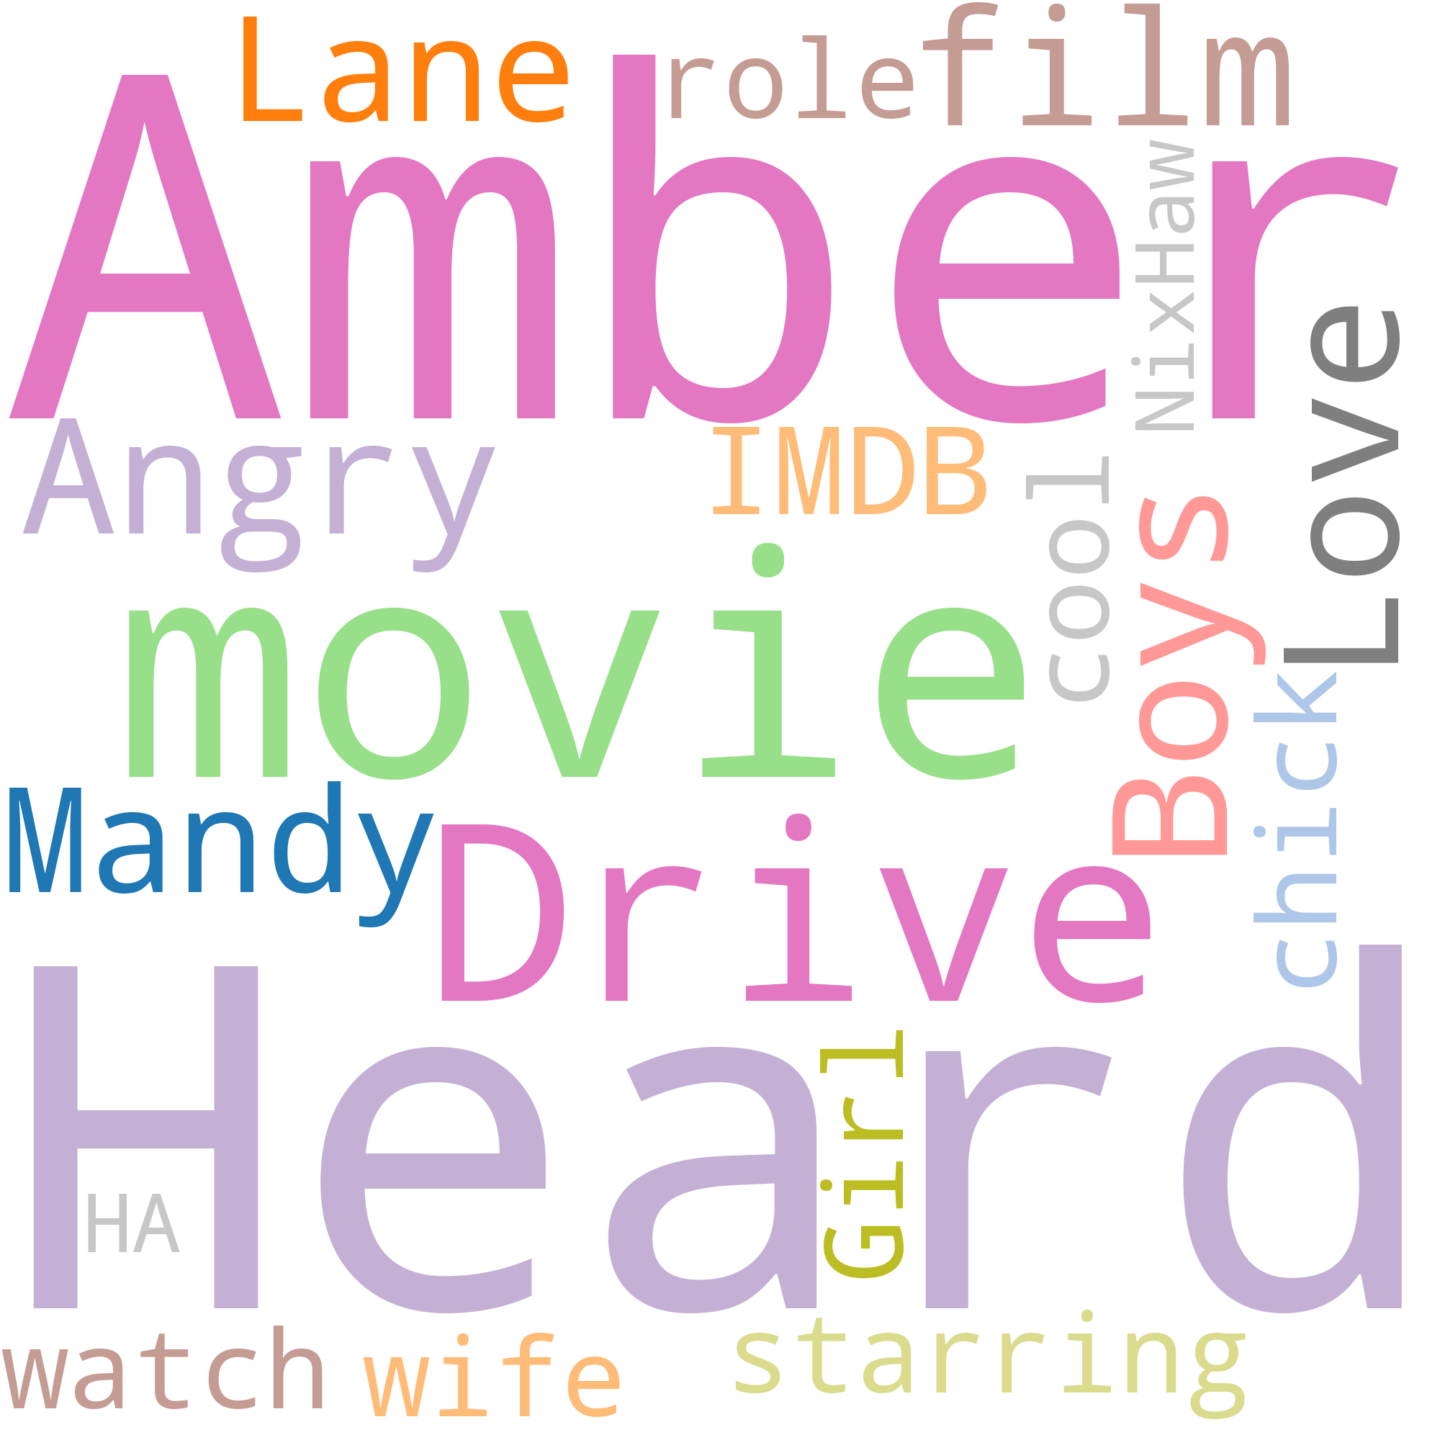 Lane
role
film
Amber
NixHaw
Love
Angry
IMDB
cool
Boys
movie
chick
Mandy
Drive
Heard
Girl
HA
starring
watch
wife